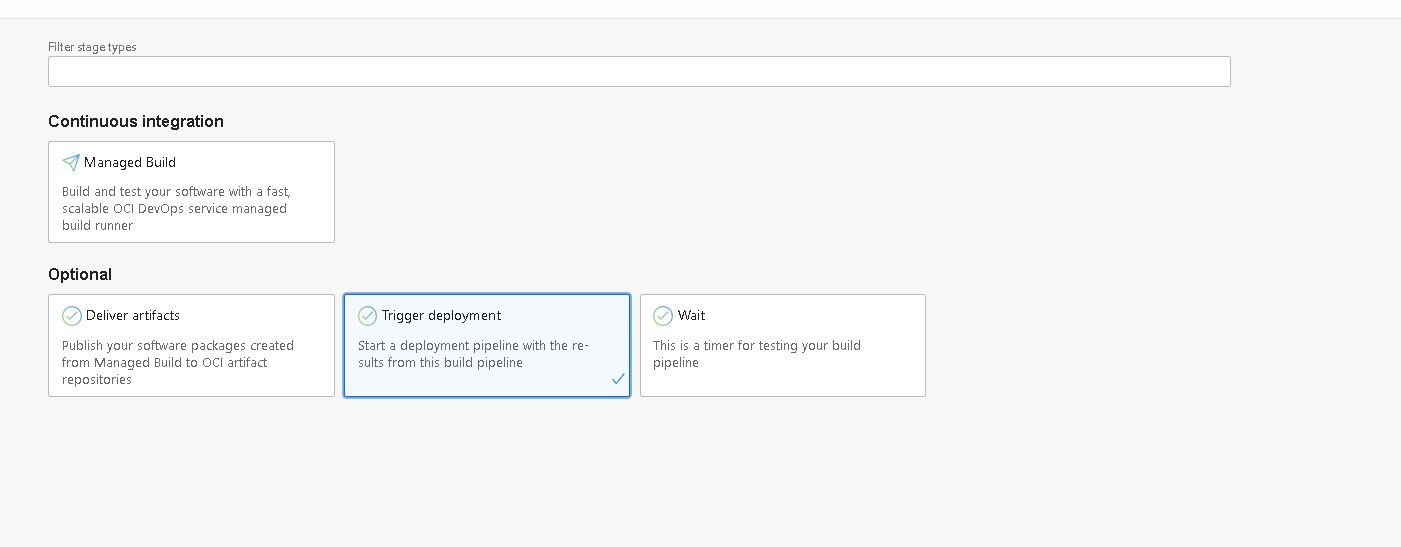 Filter stage types
Continuous integration
Managed Build
Build and test your software with a fast,
scalable OCI DevOps service managed
build runner
Optional
Deliver artifacts
Publish your software packages created
from Managed Build to OCI artifact
repositories
Trigger deployment
Start a deployment pipeline with the re-
sults from this build pipeline
Wait
This is a timer for testing your build
pipeline